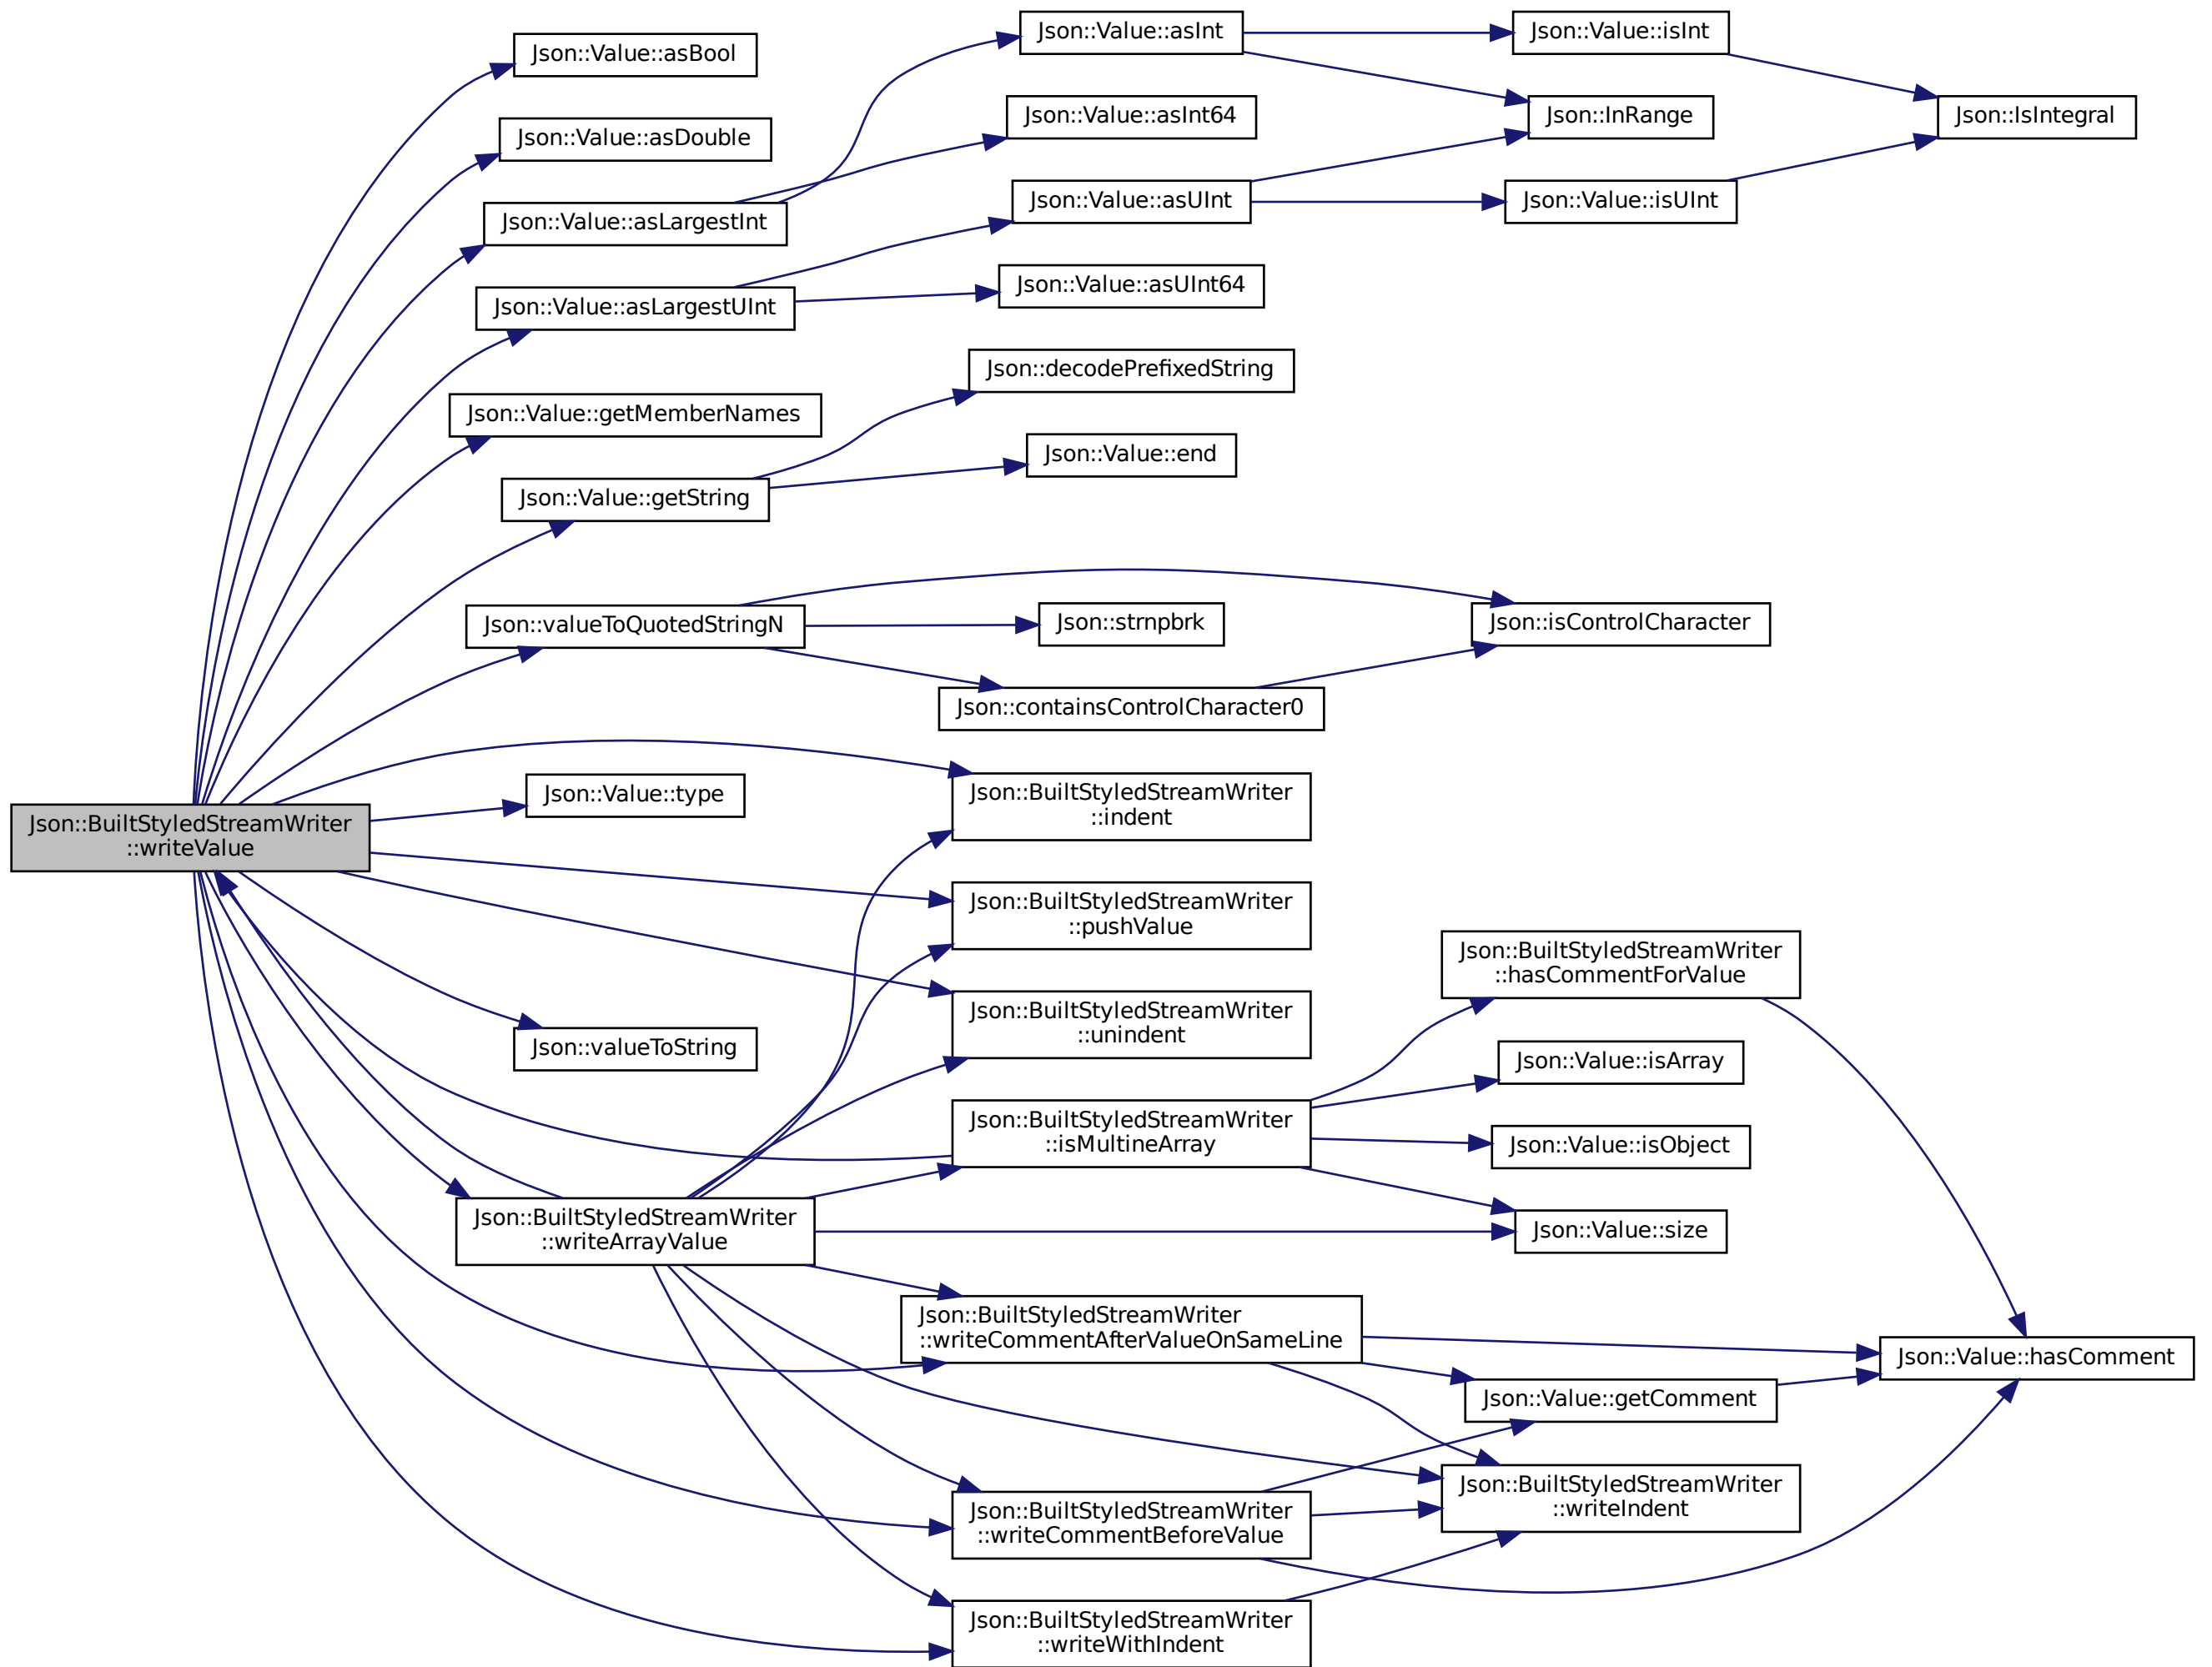 Json::BuiltStyledStreamWriter
::writeValue
Json::Value::asBool
Json::Value::asDouble
Json::Value::asLargestInt
Json::Value::asLargestUInt
Json::Value::getMemberNames
Json::Value::getString
Json::valueToQuotedStringN
Json::Value::type
Json::valueToString
Json::BuiltStyledStreamWriter
::writeArrayValue
Json::Value::asInt
Json::Value::asInt64
Json::Value::asUInt
Json::Value::asUInt64
Json::decodePrefixedString
Json::Value::end
Json::strnpbrk
Json::containsControlCharacter0
Json::BuiltStyledStreamWriter
::indent
Json::BuiltStyledStreamWriter
::pushValue
Json::BuiltStyledStreamWriter
::unindent
Json::BuiltStyledStreamWriter
::isMultineArray
Json::BuiltStyledStreamWriter
::writeCommentAfterValueOnSameLine
Json::BuiltStyledStreamWriter
::writeCommentBeforeValue
Json::BuiltStyledStreamWriter
::writeWithIndent
Json::Value::isInt
Json::InRange
Json::Value::isUInt
Json::isControlCharacter
Json::BuiltStyledStreamWriter
::hasCommentForValue
Json::Value::isArray
Json::Value::isObject
Json::Value::size
Json::Value::getComment
Json::BuiltStyledStreamWriter
::writeIndent
Json::IsIntegral
Json::Value::hasComment